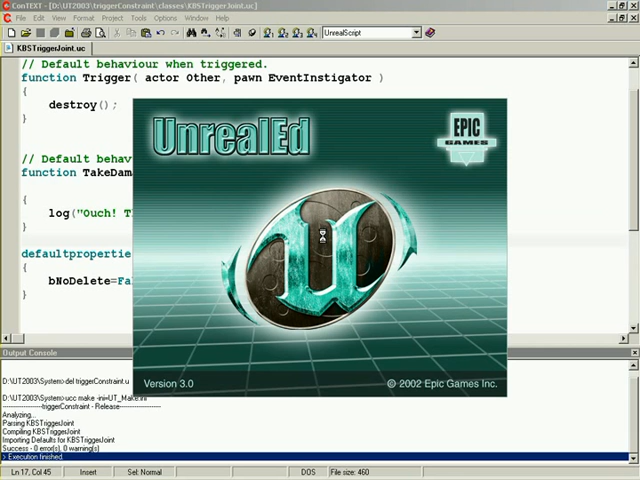 ConTEXT - [D:\UT2003\triggerConstraint\classes\KBSTriggerJoint.uc]
File Edit View Format Project Tools Options Window Help
UnrealScript
KBSTriggerJoint.uc
// Default behaviour when triggered.
function Trigger( actor Other, pawn EventInstigator )
{
destroy();
}
// Default behav
function TakeDama
{
log("Ouch! T
}
defaultpropertie
{
bNoDelete=Fa
}
UnrealEd
EPIC
GAMES
Version 3.0
© 2002 Epic Games Inc.
Output Console
D:\UT2003\System>del triggerConstraint.u
D:\UT2003\System>ucc make -ini=UT_Make.ini
--------------------triggerConstraint - Release--------------------
Analyzing...
Parsing KBSTriggerJoint
Compiling KBSTriggerJoint
Importing Defaults for KBSTriggerJoint
Success - 0 error(s), 0 warning(s)
> Execution finished.
Ln 17, Col 45 Insert Sel: Normal DOS File size: 460